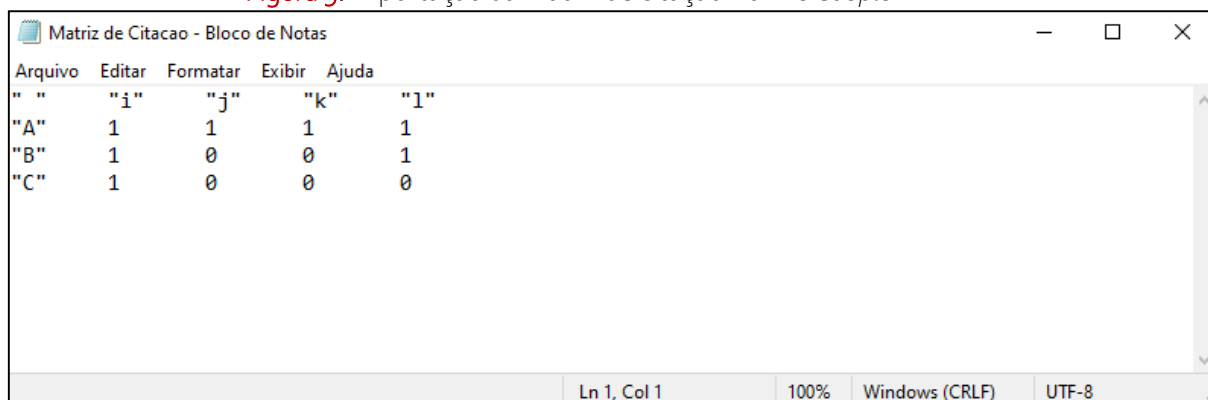 Matriz de Citacao - Bloco de Notas
Arquivo Editar Formatar Exibir Ajuda
" " "i" "j" "k" "l"
"A" 1 1 1 1
"B" 1 0 0 1
"C" 1 0 0 0
Ln 1, Col 1 100% Windows (CRLF) UTF-8